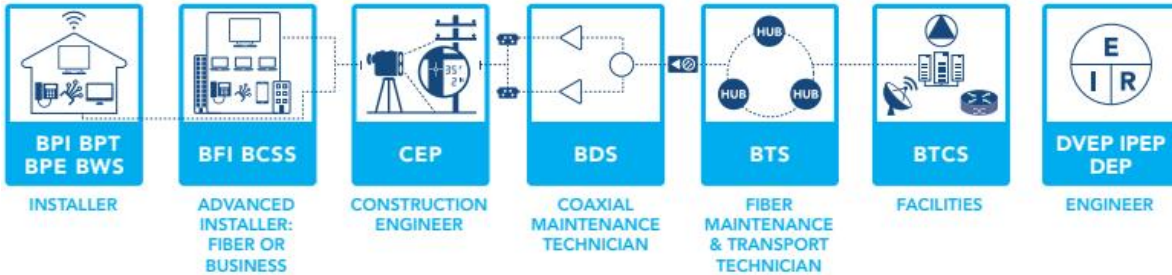 BPI BPT
BPE BWS
INSTALLER
BFI BCSS
ADVANCED
INSTALLER:
FIBER OR
BUSINESS
35'
2"
CEP
CONSTRUCTION
ENGINEER
BDS
COAXIAL
MAINTENANCE
TECHNICIAN
HUB
HUB
HUB
BTS
FIBER
MAINTENANCE
& TRANSPORT
TECHNICIAN
BTCS
FACILITIES
E
I R
DVEP IPEP
DEP
ENGINEER